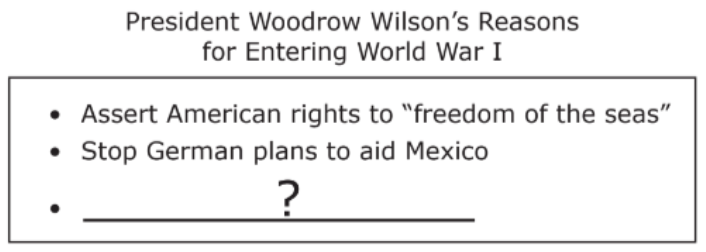 President Woodrow Wilson’s Reasons
for Entering World War I
• Assert American rights to “freedom of the seas”
• Stop German plans to aid Mexico
• ?